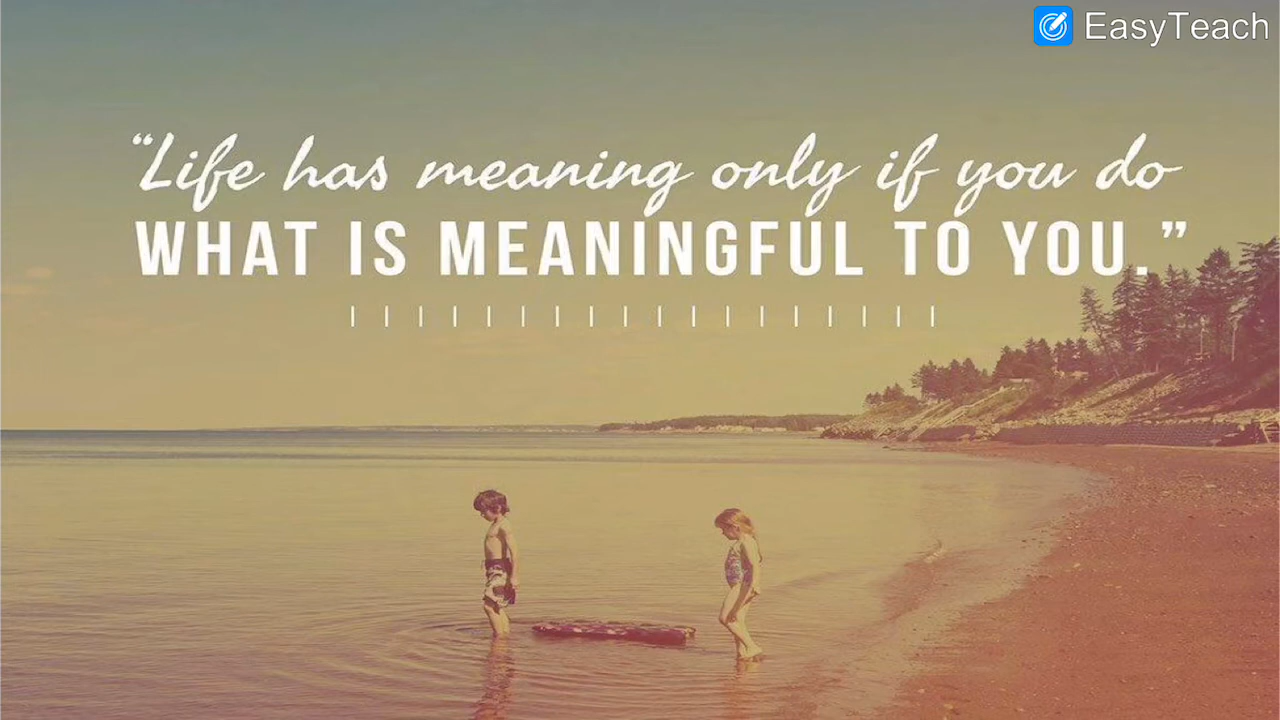 EasyTeach
“Life has meaning only if you do
WHAT IS MEANINGFUL TO YOU.”